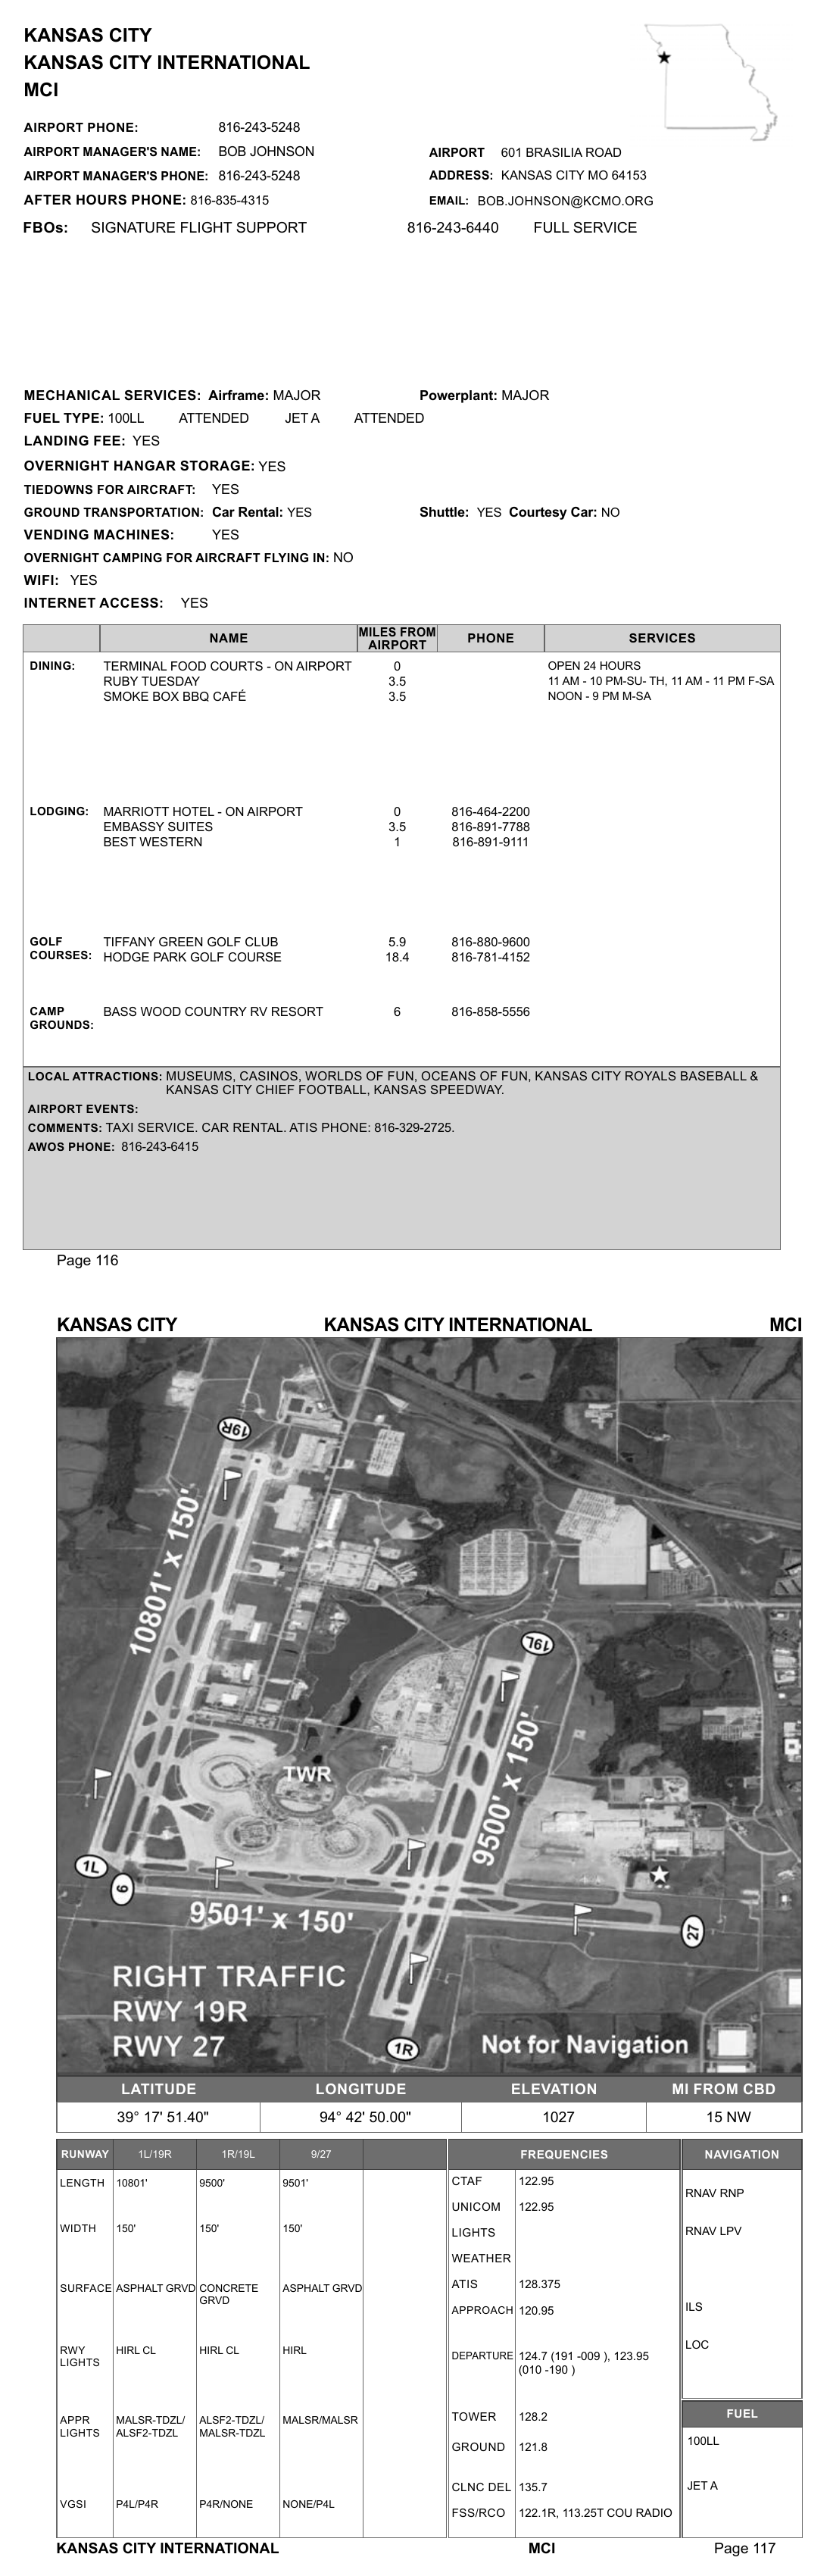 KANSAS CITY
KANSAS CITY INTERNATIONAL
MCI
AIRPORT PHONE: 816-243-5248
AIRPORT MANAGER'S NAME: BOB JOHNSON
AIRPORT 601 BRASILIA ROAD
AIRPORT MANAGER'S PHONE: 816-243-5248
ADDRESS: KANSAS CITY MO 64153
AFTER HOURS PHONE: 816-835-4315
EMAIL: BOB.JOHNSON@KCMO.ORG
FBOs: SIGNATURE FLIGHT SUPPORT 816-243-6440 FULL SERVICE
MECHANICAL SERVICES: Airframe: MAJOR Powerplant: MAJOR
FUEL TYPE: 100LL ATTENDED JET A ATTENDED
LANDING FEE: YES
OVERNIGHT HANGAR STORAGE: YES
TIEDOWNS FOR AIRCRAFT: YES
GROUND TRANSPORTATION: Car Rental: YES Shuttle: YES Courtesy Car: NO
VENDING MACHINES: YES
OVERNIGHT CAMPING FOR AIRCRAFT FLYING IN: NO
WIFI: YES
INTERNET ACCESS: YES
NAME MILES FROM AIRPORT PHONE SERVICES
DINING: TERMINAL FOOD COURTS - ON AIRPORT 0 OPEN 24 HOURS
RUBY TUESDAY 3.5 11 AM - 10 PM-SU- TH, 11 AM - 11 PM F-SA
SMOKE BOX BBQ CAFÉ 3.5 NOON - 9 PM M-SA
LODGING: MARRIOTT HOTEL - ON AIRPORT 0 816-464-2200
EMBASSY SUITES 3.5 816-891-7788
BEST WESTERN 1 816-891-9111
GOLF COURSES: TIFFANY GREEN GOLF CLUB 5.9 816-880-9600
HODGE PARK GOLF COURSE 18.4 816-781-4152
CAMP GROUNDS: BASS WOOD COUNTRY RV RESORT 6 816-858-5556
LOCAL ATTRACTIONS: MUSEUMS, CASINOS, WORLDS OF FUN, OCEANS OF FUN, KANSAS CITY ROYALS BASEBALL &
KANSAS CITY CHIEF FOOTBALL, KANSAS SPEEDWAY.
AIRPORT EVENTS:
COMMENTS: TAXI SERVICE. CAR RENTAL. ATIS PHONE: 816-329-2725.
AWOS PHONE: 816-243-6415
Page 116
KANSAS CITY KANSAS CITY INTERNATIONAL MCI
19R
10801' x 150'
19L
TWR
9500' x 150'
1L
9
9501' x 150'
27
RIGHT TRAFFIC
RWY 19R
RWY 27
1R
Not for Navigation
LATITUDE LONGITUDE ELEVATION MI FROM CBD
39° 17' 51.40" 94° 42' 50.00" 1027 15 NW
RUNWAY 1L/19R 1R/19L 9/27
LENGTH 10801' 9500' 9501'
WIDTH 150' 150' 150'
SURFACE ASPHALT GRVD CONCRETE GRVD ASPHALT GRVD
RWY LIGHTS HIRL CL HIRL CL HIRL
APPR LIGHTS MALSR-TDZL/ALSF2-TDZL ALSF2-TDZL/MALSR-TDZL MALSR/MALSR
VGSI P4L/P4R P4R/NONE NONE/P4L
FREQUENCIES
CTAF 122.95
UNICOM 122.95
LIGHTS
WEATHER
ATIS 128.375
APPROACH 120.95
DEPARTURE 124.7 (191 -009 ), 123.95
(010 -190 )
TOWER 128.2
GROUND 121.8
CLNC DEL 135.7
FSS/RCO 122.1R, 113.25T COU RADIO
NAVIGATION
RNAV RNP
RNAV LPV
ILS
LOC
FUEL
100LL
JET A
KANSAS CITY INTERNATIONAL MCI Page 117